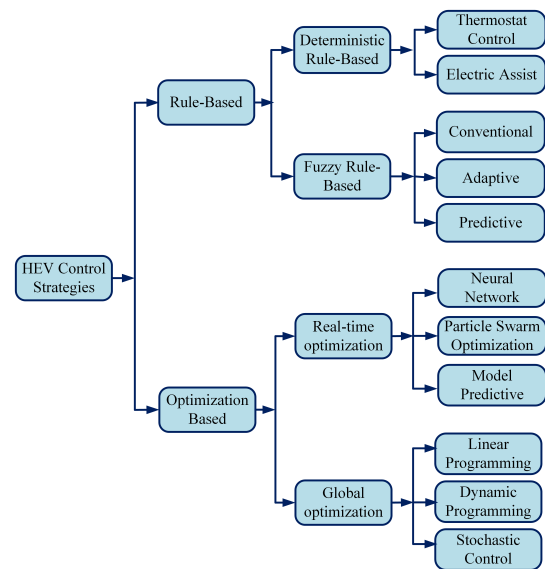 HEV Control
Strategies
Rule-Based
Deterministic
Rule-Based
Thermostat
Control
Electric Assist
Fuzzy Rule-
Based
Conventional
Adaptive
Predictive
Optimization
Based
Real-time
optimization
Neural
Network
Particle Swarm
Optimization
Model
Predictive
Global
optimization
Linear
Programming
Dynamic
Programming
Stochastic
Control